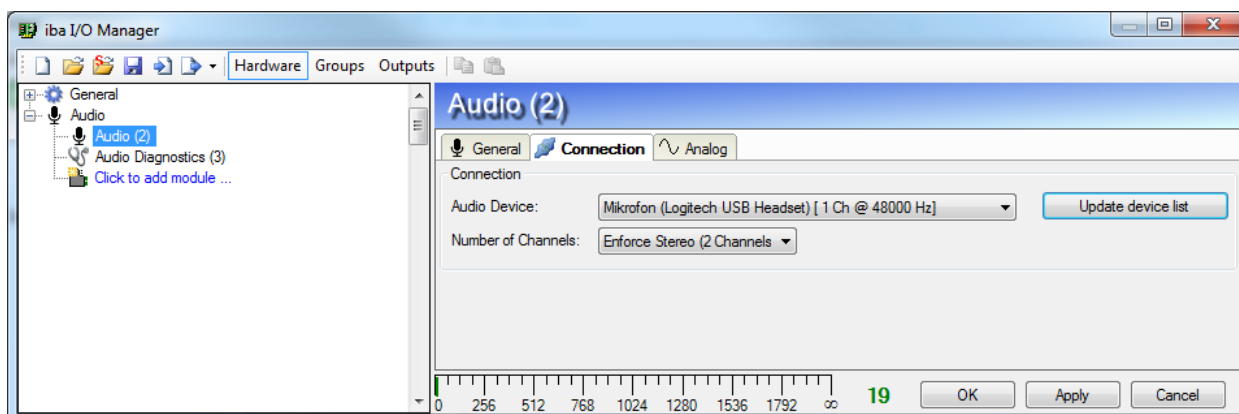 iba I/O Manager
Hardware Groups Outputs
General
Audio
Audio (2)
Audio Diagnostics (3)
Click to add module ...
Audio (2)
General Connection Analog
Connection
Audio Device: Mikrofon (Logitech USB Headset) [ 1 Ch @ 48000 Hz] Update device list
Number of Channels: Enforce Stereo (2 Channels
0 256 512 768 1024 1280 1536 1792 ∞ 19 OK Apply Cancel